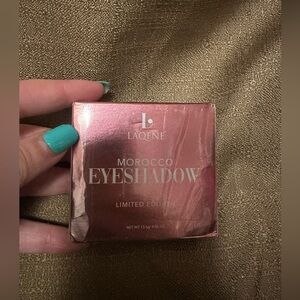 L
LAQENE
MOROCCO
EYESHADOW
LIMITED EDITION